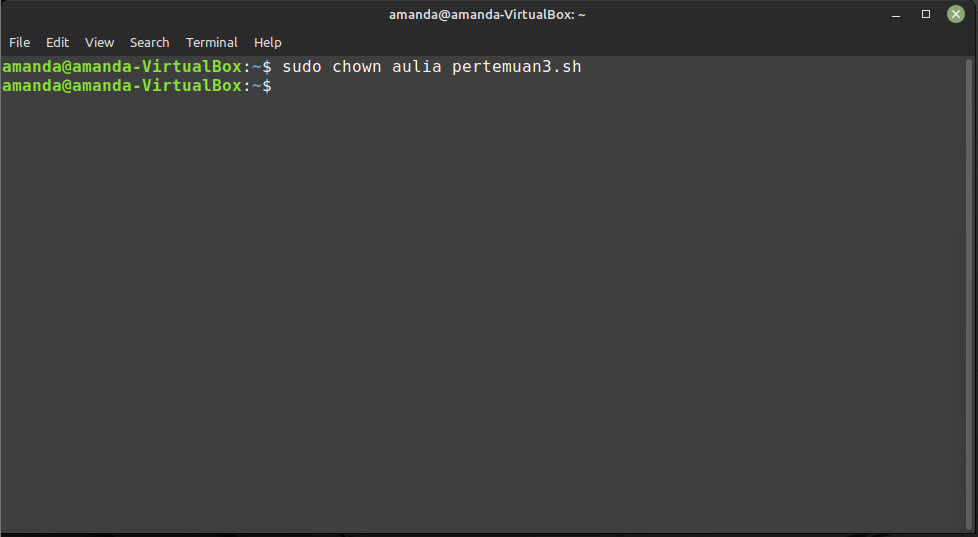 amanda@amanda-VirtualBox: ~
File Edit View Search Terminal Help
amanda@amanda-VirtualBox:~$ sudo chown aulia pertemuan3.sh
amanda@amanda-VirtualBox:~$